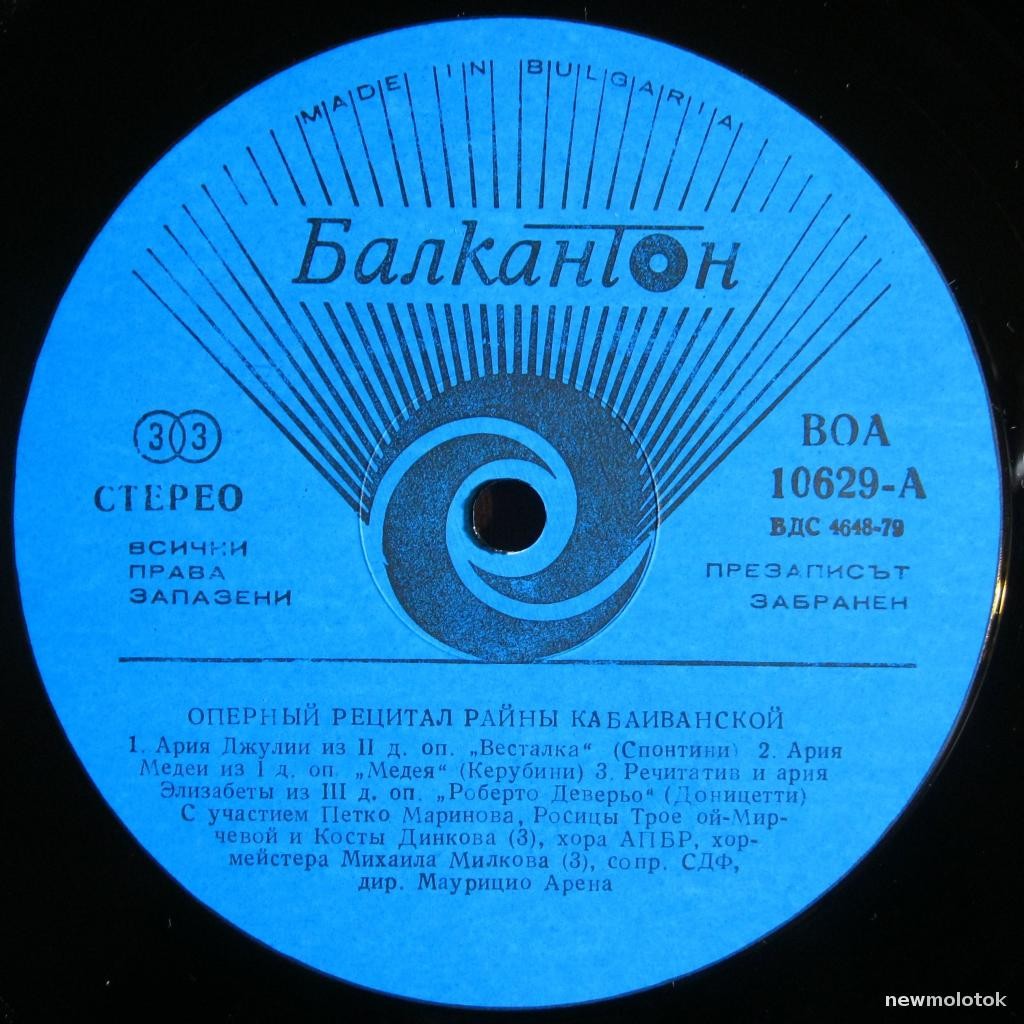 MADE IN BULGARIA
Балкантон
33
СТЕРЕО
ВСИЧКИ
ПРАВА
ЗАПАЗЕНИ
ВОА
10629-А
ВДС 4648-79
ПРЕЗАПИСЪТ
ЗАБРАНЕН
ОПЕРНЫЙ РЕЦИТАЛ РАЙНЫ КАБАИВАНСКОЙ
1. Ария Джулии из II д. оп. „Весталка“ (Спонтини) 2. Ария
Медеи из I д. оп. „Медея“ (Керубини) 3. Речитатив и ария
Элизабеты из III д. оп. „Роберто Деверьо“ (Доницетти)
С участием Петко Маринова, Росицы Трое ой-Мир-
чевой и Косты Динкова (3), хора АПБР, хор-
мейстера Михаила Милкова (3), сопр. СДФ,
дир. Маурицио Арена
newmolotok